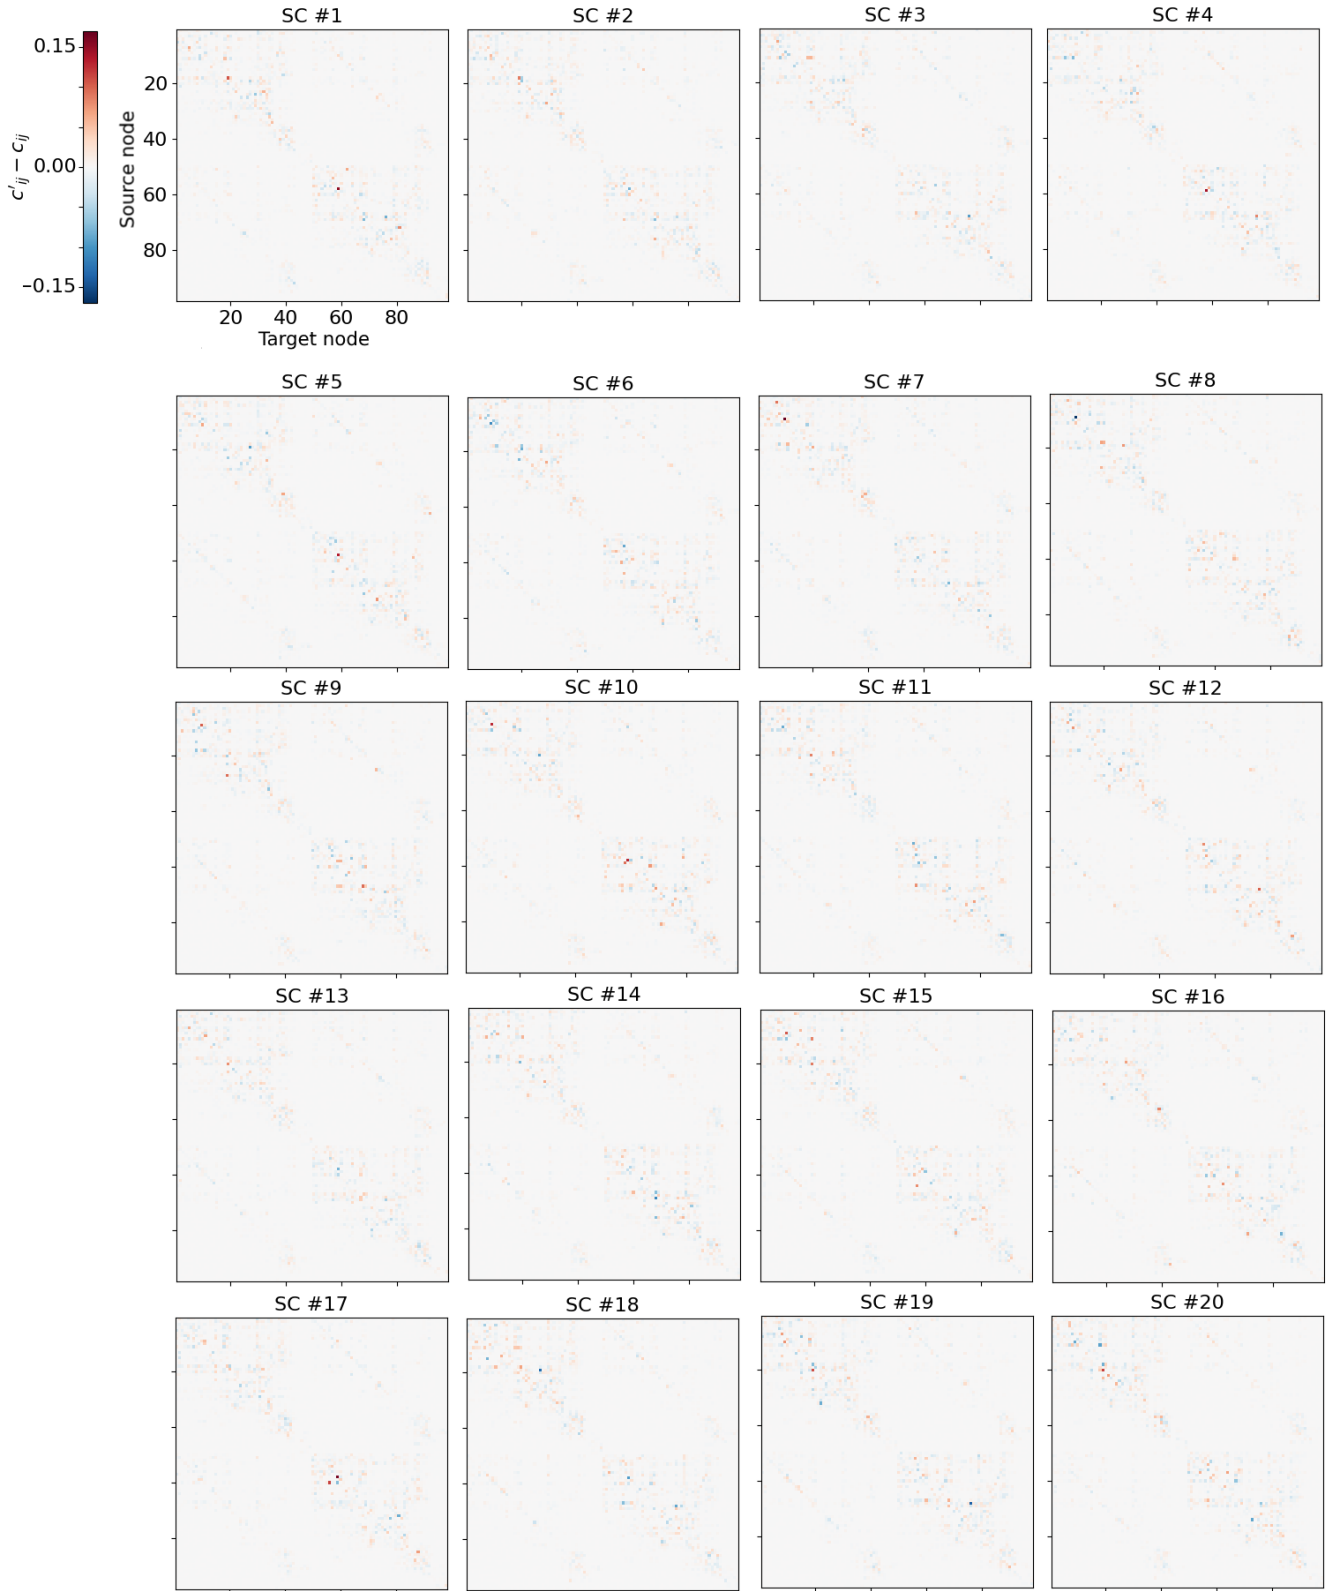 SC #1 SC #2 SC #3 SC #4
0.15
0.00
−0.15
c′ij − cij
Source node
20
40
60
80
20 40 60 80
Target node
SC #5 SC #6 SC #7 SC #8
SC #9 SC #10 SC #11 SC #12
SC #13 SC #14 SC #15 SC #16
SC #17 SC #18 SC #19 SC #20